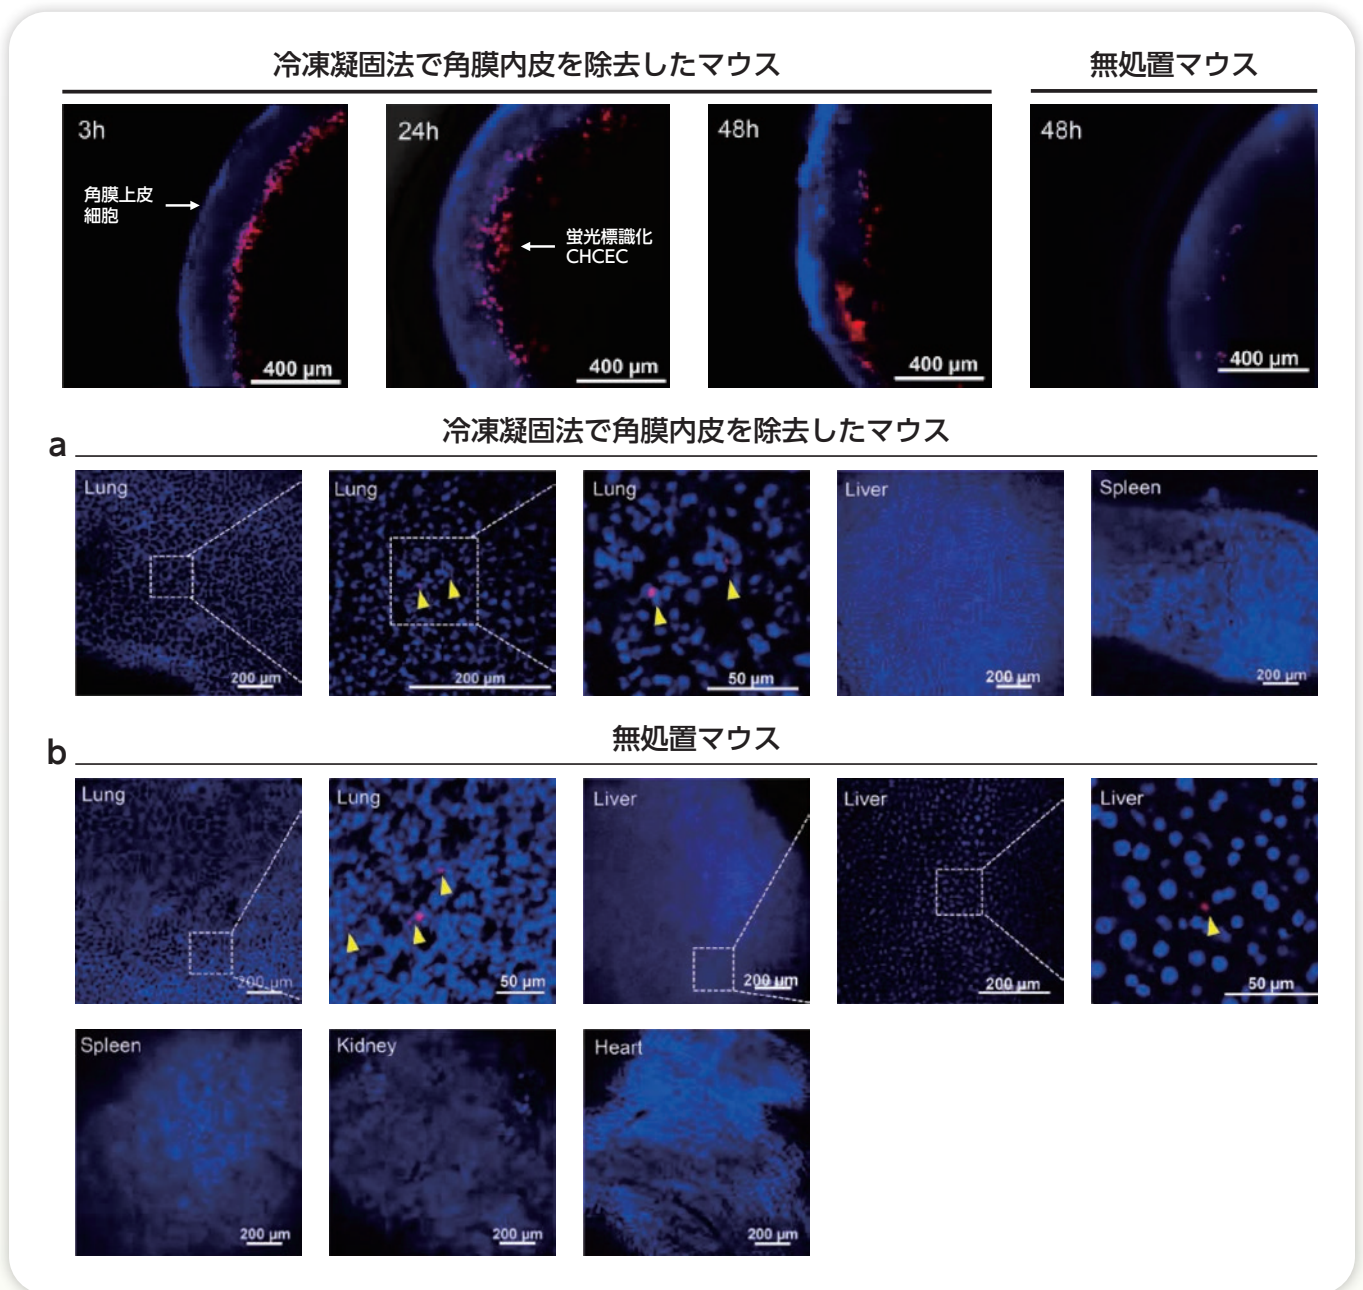 冷凍凝固法で角膜内皮を除去したマウス
無処置マウス
3h
24h
48h
48h
角膜上皮
細胞
蛍光標識化
CHCEC
400 µm
400 µm
400 µm
400 µm
a
冷凍凝固法で角膜内皮を除去したマウス
Lung
Lung
Lung
Liver
Spleen
200 µm
200 µm
50 µm
200 µm
200 µm
b
無処置マウス
Lung
Lung
Liver
Liver
Liver
200 µm
50 µm
200 µm
200 µm
50 µm
Spleen
Kidney
Heart
200 µm
200 µm
200 µm